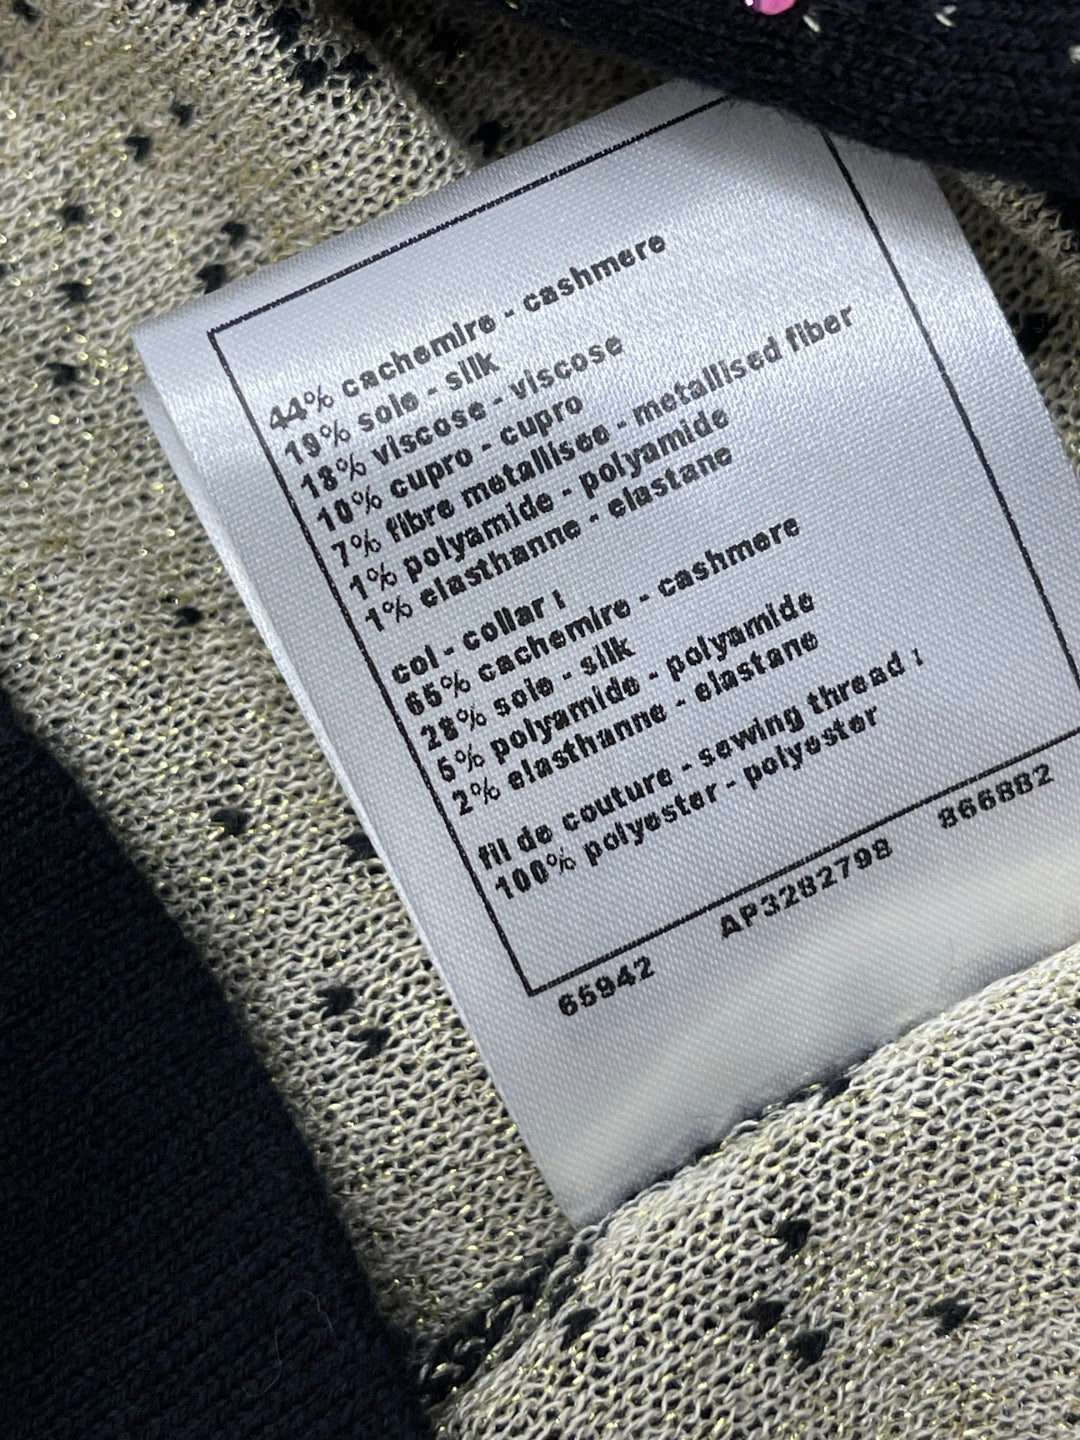 44% cachemire - cashmere
19% soie - silk
18% viscose - viscose
10% cupro - cupro
7% fibre metallisee - metallised fiber
1% polyamide - polyamide
1% elasthanne - elastane
col - collar :
65% cachemire - cashmere
28% soie - silk
5% polyamide - polyamide
2% elasthanne - elastane
fil de couture - sewing thread :
100% polyester - polyester
65942 AP3282798 866882